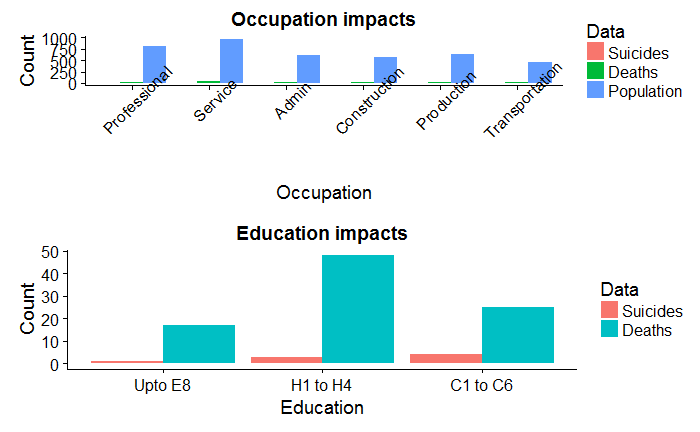 Occupation impacts
Count
1000
750
500
250
0
Professional
Service
Admin
Construction
Production
Transportation
Occupation
Data
Suicides
Deaths
Population
Education impacts
Count
50
40
30
20
10
0
Upto E8
H1 to H4
C1 to C6
Education
Data
Suicides
Deaths